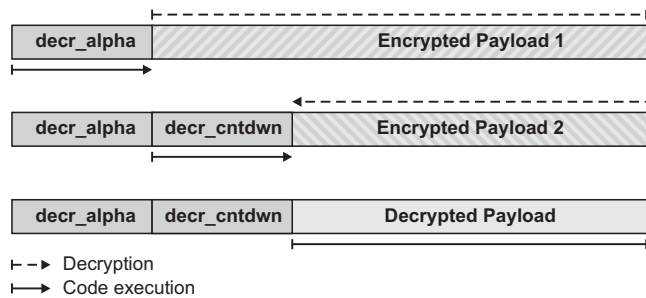 decr_alpha Encrypted Payload 1
decr_alpha decr_cntdwn Encrypted Payload 2
decr_alpha decr_cntdwn Decrypted Payload
Decryption
Code execution